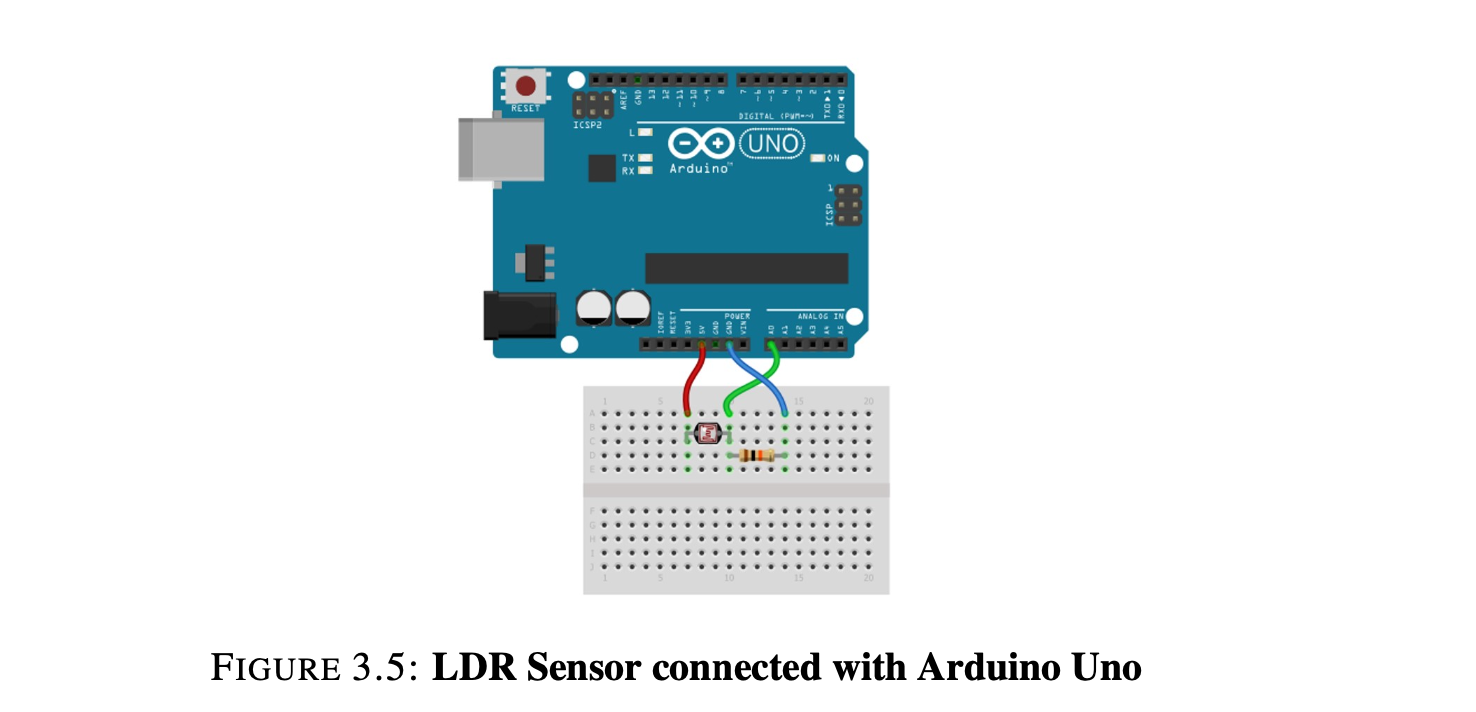 RESET
ICSP2
AREF
GND
13
12
~11
~10
~9
8
7
~6
~5
4
~3
2
TXD▶1
RXD◀0
DIGITAL (PWM=~)
L
TX
RX
UNO
Arduino™
ON
1
ICSP
IOREF
RESET
3V3
5V
GND
GND
VIN
POWER
ANALOG IN
A0
A1
A2
A3
A4
A5
1 5 15 20
A
B
C
D
E
F
G
H
I
J
1 5 10 15 20
FIGURE 3.5: LDR Sensor connected with Arduino Uno